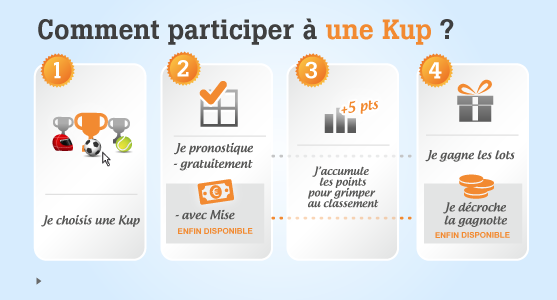 Comment participer à une Kup ?
1
Je choisis une Kup
2
Je pronostique
- gratuitement
€
- avec Mise
ENFIN DISPONIBLE
3
+5 pts
J'accumule
les points
pour grimper
au classement
4
Je gagne les lots
Je décroche
la gagnotte
ENFIN DISPONIBLE